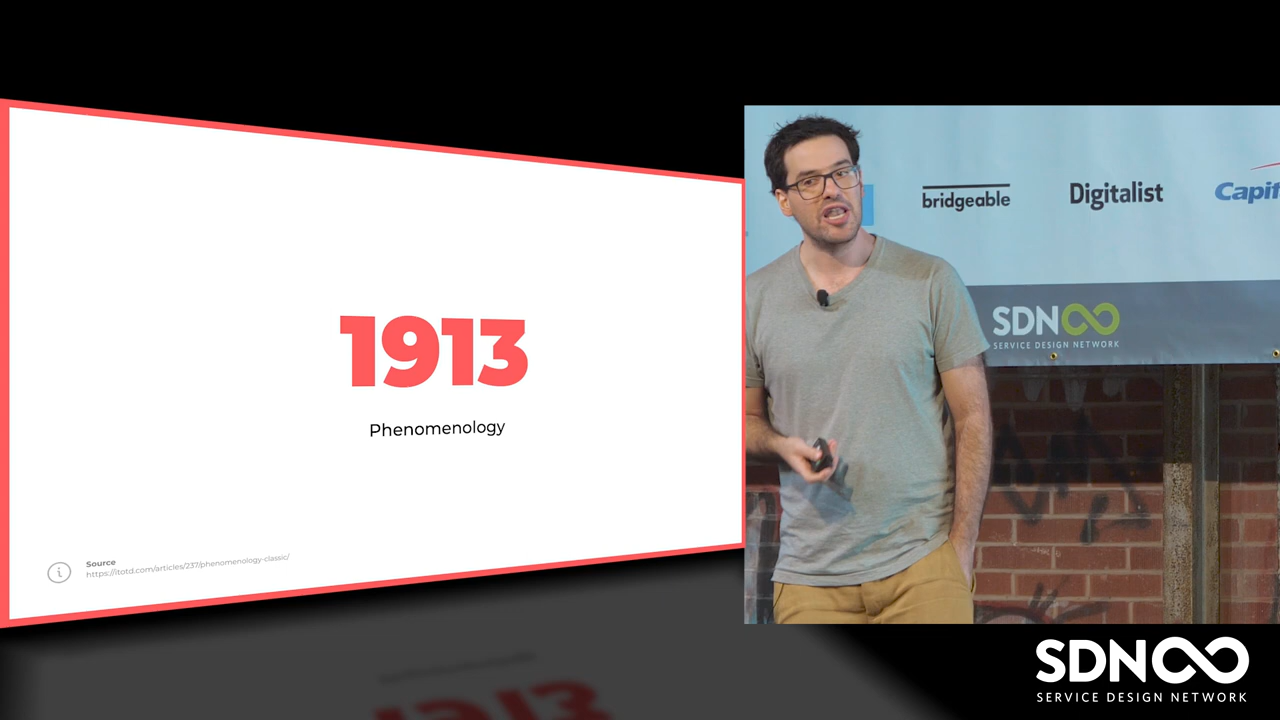 1913
Phenomenology
Source
https://itotd.com/articles/237/phenomenology-classic/
bridgeable
Digitalist
SDN
SERVICE DESIGN NETWORK
SDN
SERVICE DESIGN NETWORK
1913